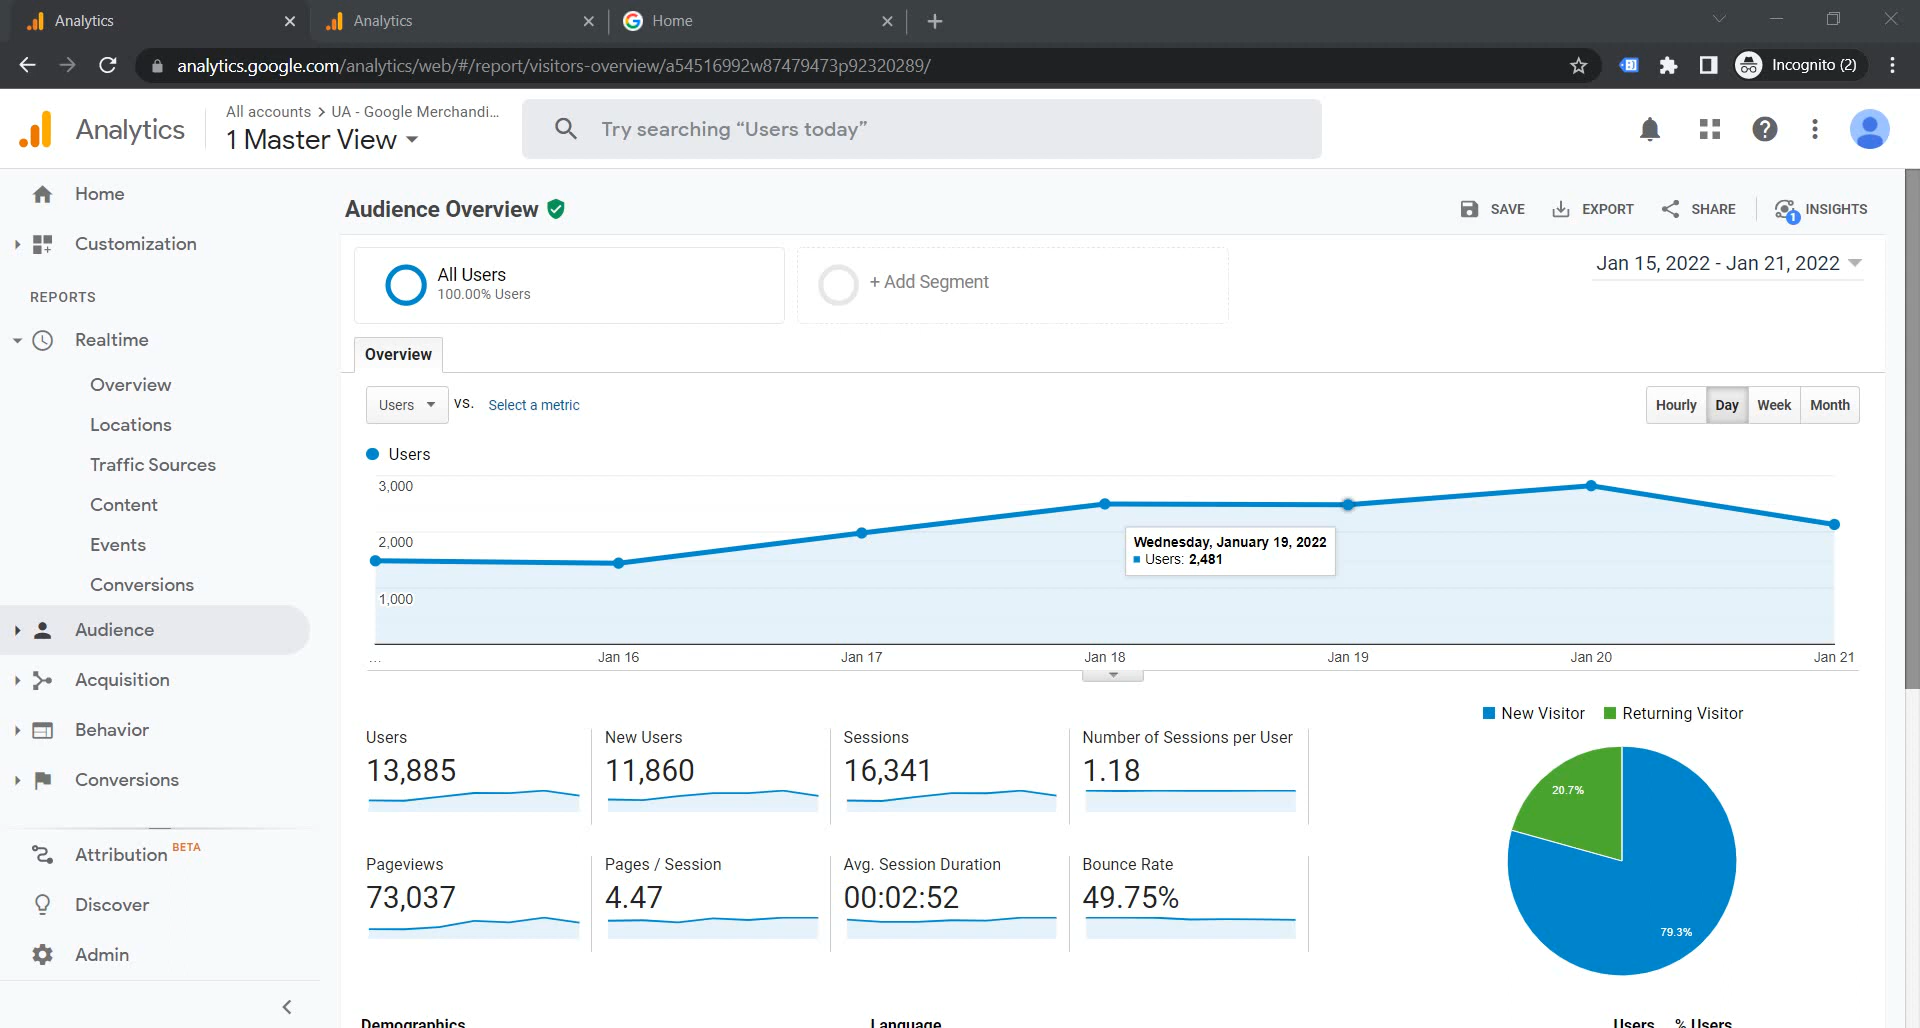 Analytics
Analytics
Home
analytics.google.com/analytics/web/#/report/visitors-overview/a54516992w87479473p92320289/
Incognito (2)
Analytics
All accounts > UA - Google Merchandi...
1 Master View
Try searching “Users today”
Home
Customization
REPORTS
Realtime
Overview
Locations
Traffic Sources
Content
Events
Conversions
Audience
Acquisition
Behavior
Conversions
Attribution BETA
Discover
Admin
Audience Overview
SAVE
EXPORT
SHARE
1
INSIGHTS
All Users
100.00% Users
+ Add Segment
Jan 15, 2022 - Jan 21, 2022
Overview
Users
VS.
Select a metric
Hourly
Day
Week
Month
Users
3,000
2,000
1,000
Wednesday, January 19, 2022
Users: 2,481
...
Jan 16
Jan 17
Jan 18
Jan 19
Jan 20
Jan 21
Users
13,885
New Users
11,860
Sessions
16,341
Number of Sessions per User
1.18
Pageviews
73,037
Pages / Session
4.47
Avg. Session Duration
00:02:52
Bounce Rate
49.75%
New Visitor
Returning Visitor
20.7%
79.3%
Demographics
Language
Users
% Users